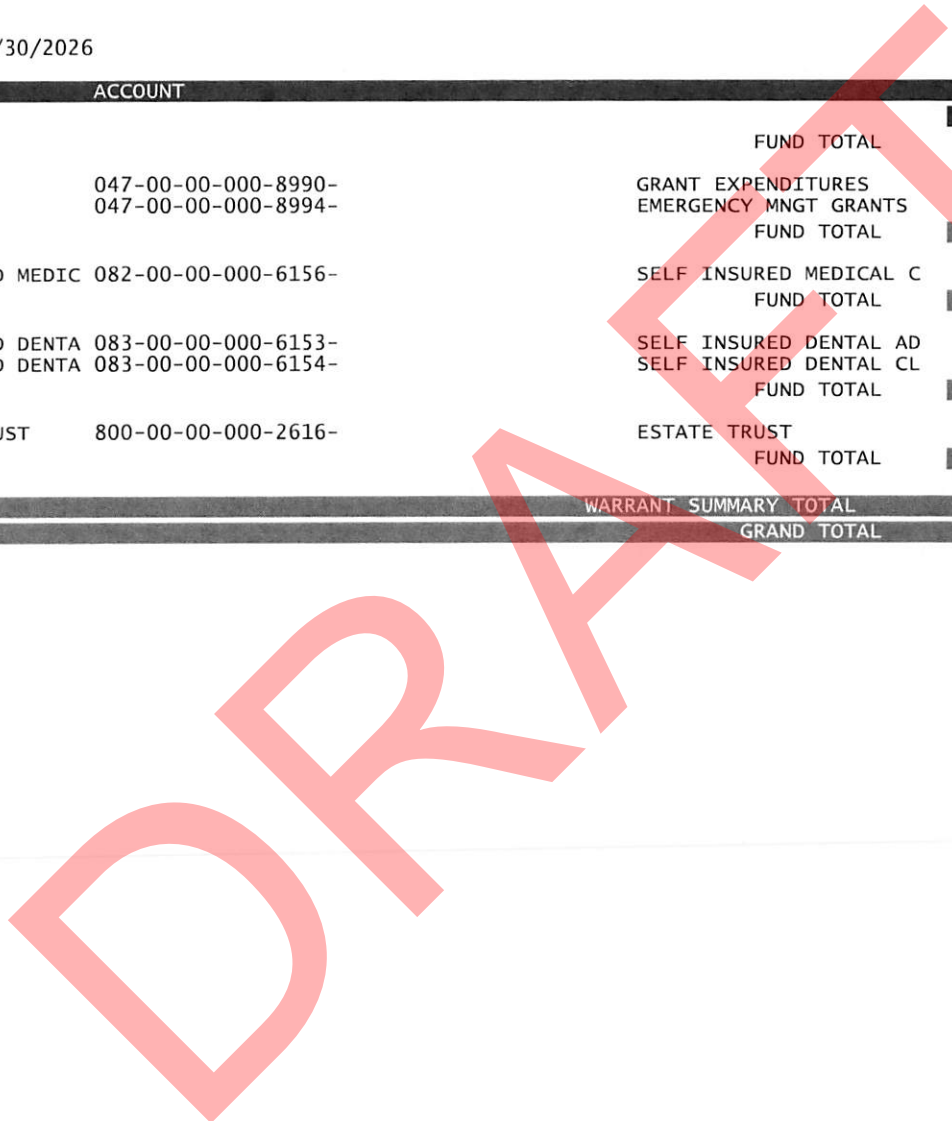 /30/2026
ACCOUNT
FUND TOTAL
047-00-00-000-8990- GRANT EXPENDITURES
047-00-00-000-8994- EMERGENCY MNGT GRANTS
FUND TOTAL
MEDIC 082-00-00-000-6156- SELF INSURED MEDICAL C
FUND TOTAL
DENTA 083-00-00-000-6153- SELF INSURED DENTAL AD
DENTA 083-00-00-000-6154- SELF INSURED DENTAL CL
FUND TOTAL
UST 800-00-00-000-2616- ESTATE TRUST
FUND TOTAL
WARRANT SUMMARY TOTAL
GRAND TOTAL
DRAFT